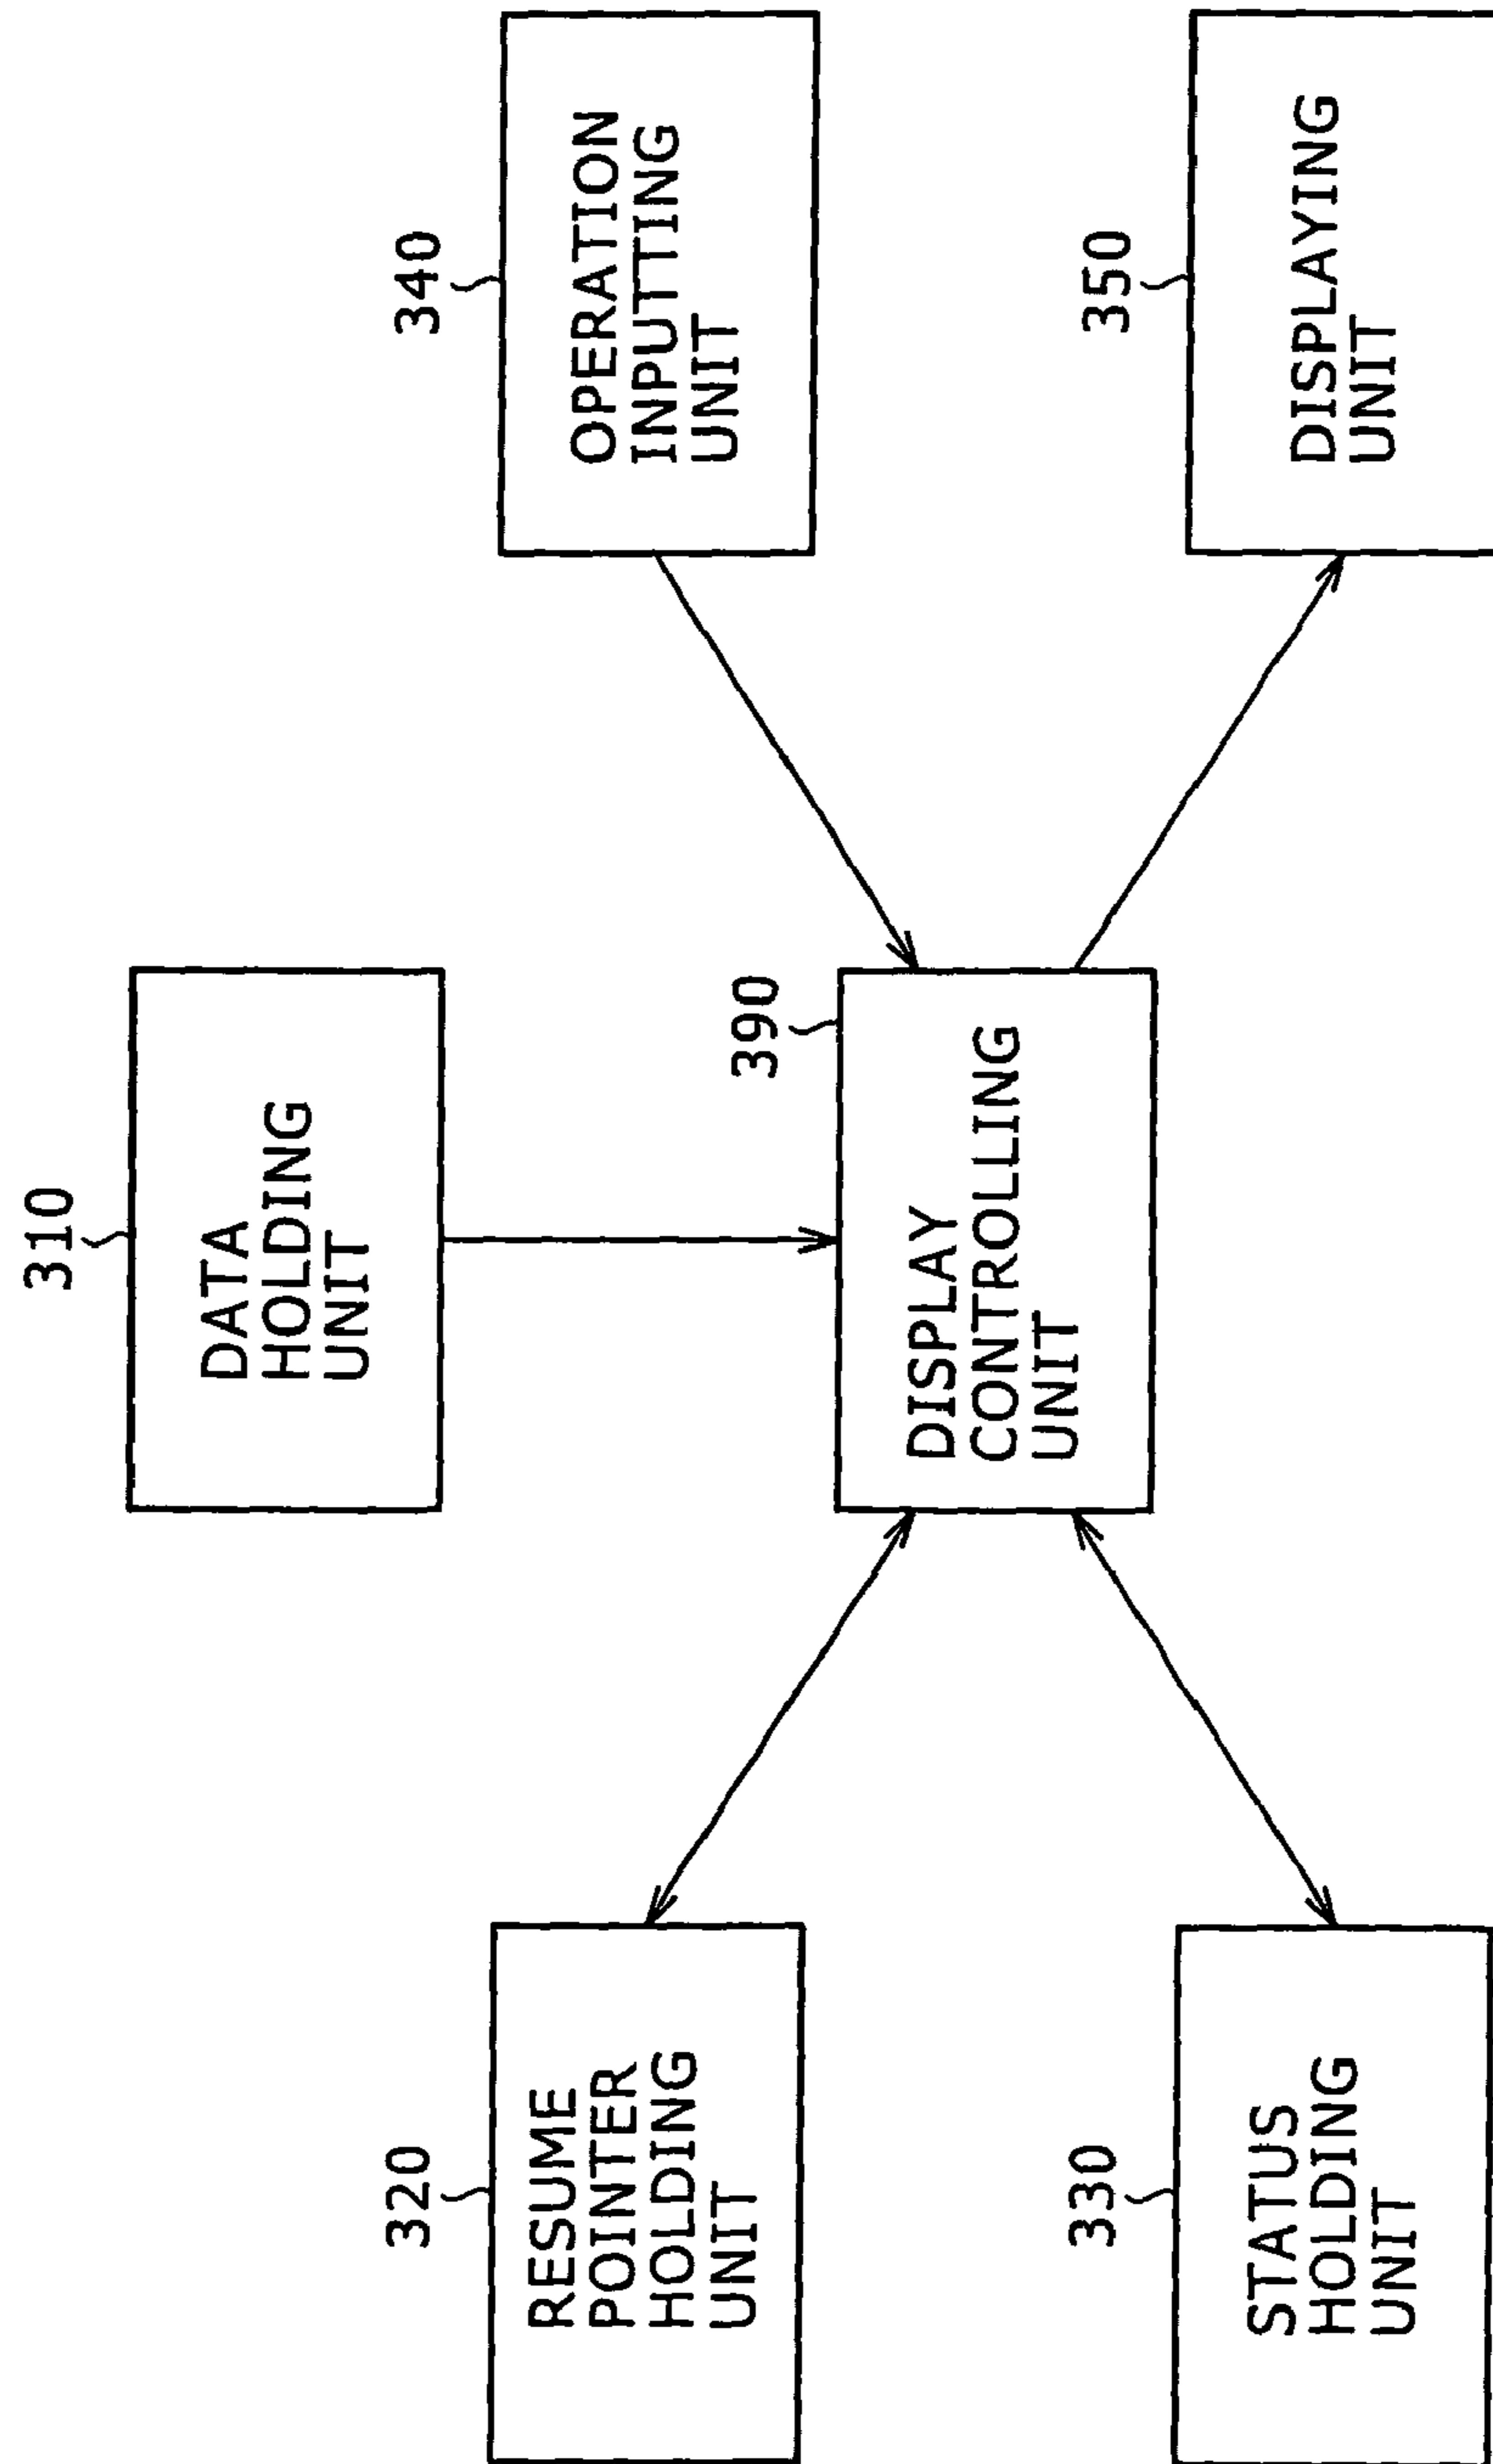 310
DATA
HOLDING
UNIT
320
RESUME
POINTER
HOLDING
UNIT
390
DISPLAY
CONTROLLING
UNIT
340
OPERATION
INPUTTING
UNIT
330
STATUS
HOLDING
UNIT
350
DISPLAYING
UNIT